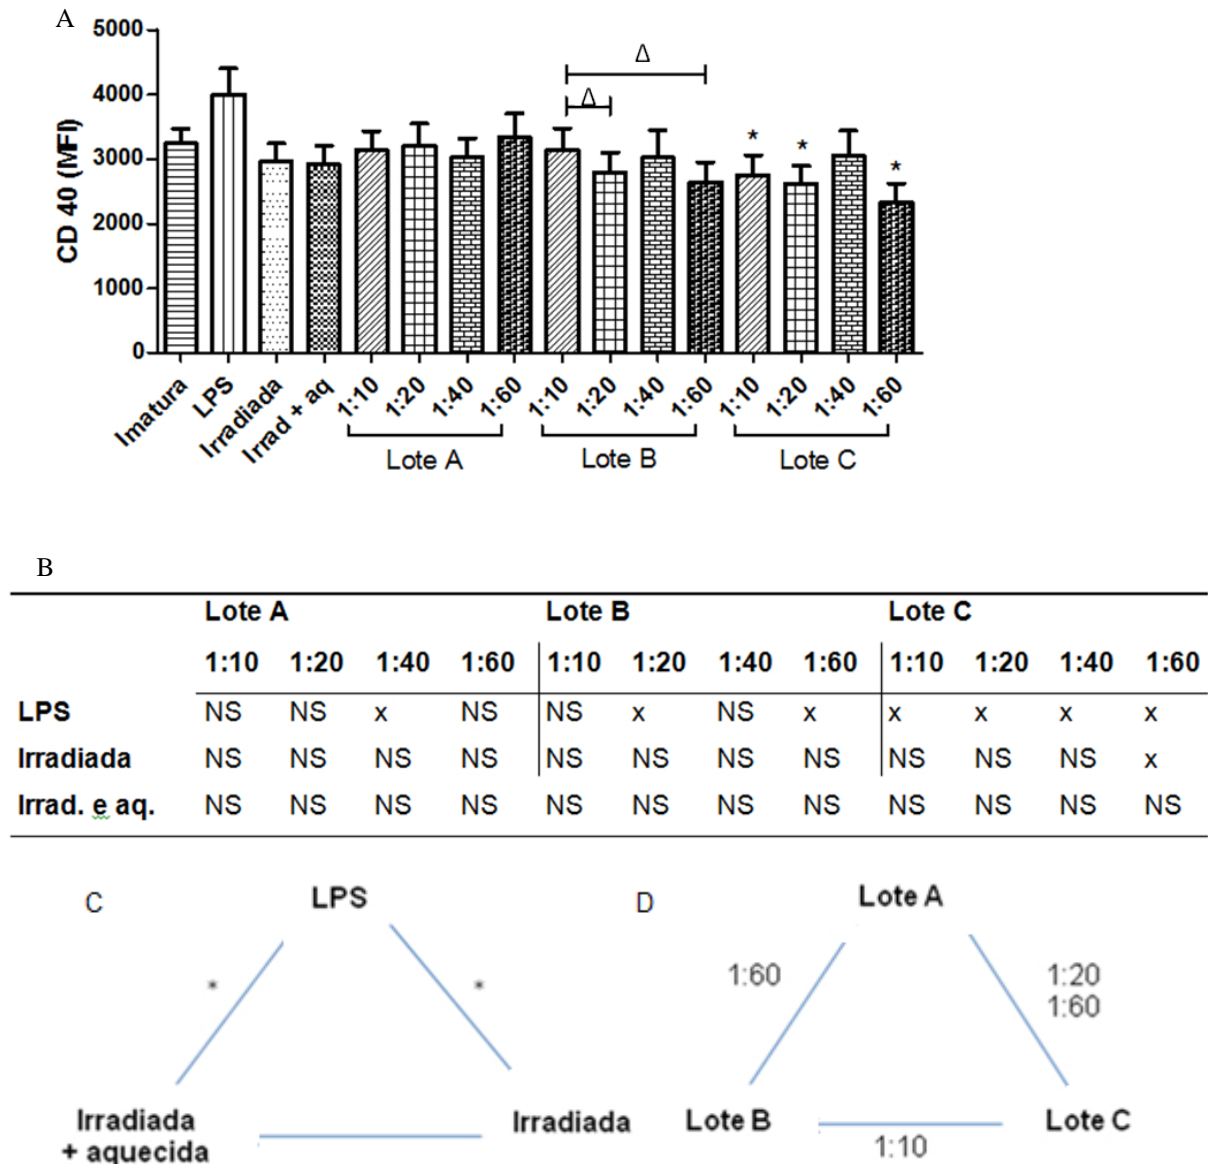 A
5000
4000
3000
2000
1000
0
CD 40 (MFI)
Δ
Δ
* * *
Imatura LPS Irradiada Irrad + aq 1:10 1:20 1:40 1:60 1:10 1:20 1:40 1:60 1:10 1:20 1:40 1:60
Lote A Lote B Lote C
B
Lote A Lote B Lote C
1:10 1:20 1:40 1:60 1:10 1:20 1:40 1:60 1:10 1:20 1:40 1:60
LPS NS NS x NS NS x NS x x x x x
Irradiada NS NS NS NS NS NS NS NS NS NS NS x
Irrad. e aq. NS NS NS NS NS NS NS NS NS NS NS NS
C
LPS
* *
Irradiada
+ aquecida
Irradiada
D
Lote A
1:60
1:20
1:60
Lote B
Lote C
1:10